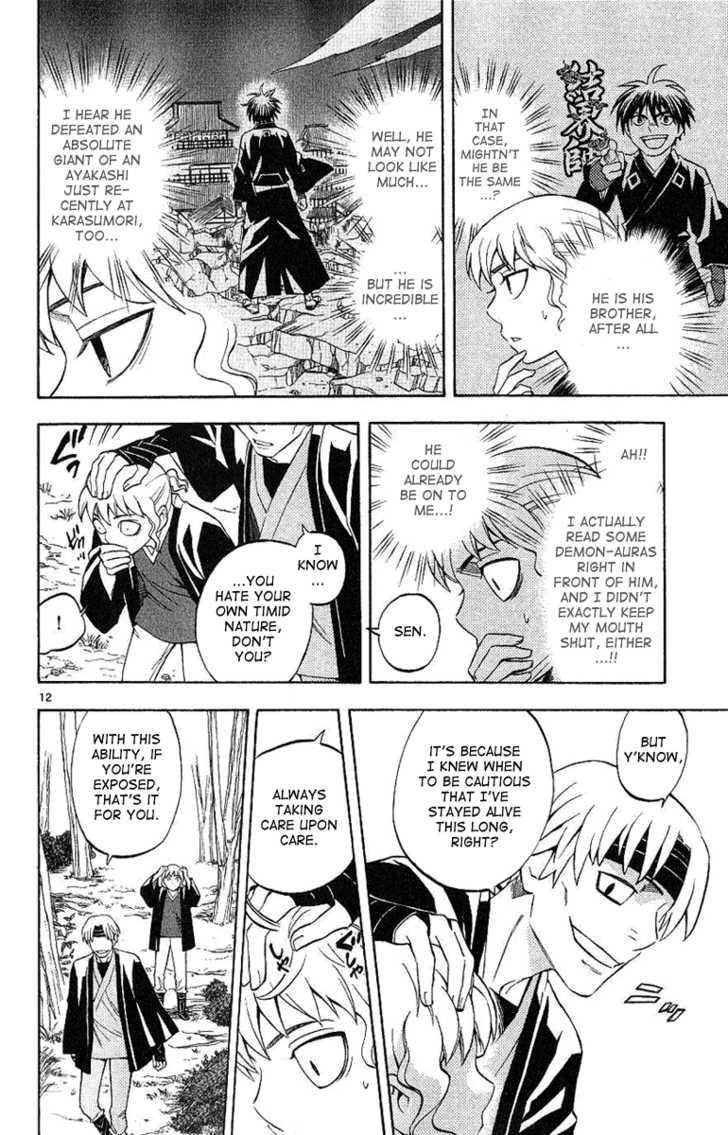 IN
THAT
CASE,
MIGHTN'T
HE BE
THE SAME
...?
結界師
HE IS HIS
BROTHER,
AFTER ALL
...
WELL, HE
MAY NOT
LOOK LIKE
MUCH...
...
BUT HE IS
INCREDIBLE
...
I HEAR HE
DEFEATED AN
ABSOLUTE
GIANT OF AN
AYAKASHI
JUST RE-
CENTLY AT
KARASUMORI,
TOO...
AH!!
I ACTUALLY
READ SOME
DEMON-AURAS
RIGHT IN
FRONT OF HIM,
AND I DIDN'T
EXACTLY KEEP
MY MOUTH
SHUT, EITHER
...!!
HE
COULD
ALREADY
BE ON TO
ME...!
SEN.
I
KNOW
...
...YOU
HATE YOUR
OWN TIMID
NATURE,
DON'T
YOU?
!
12
BUT
Y'KNOW,
IT'S BECAUSE
I KNEW WHEN
TO BE CAUTIOUS
THAT I'VE
STAYED ALIVE
THIS LONG,
RIGHT?
ALWAYS
TAKING
CARE UPON
CARE.
WITH THIS
ABILITY, IF
YOU'RE
EXPOSED,
THAT'S IT
FOR YOU.